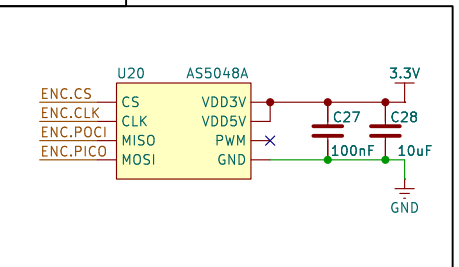 U20 AS5048A 3.3V
ENC.CS CS VDD3V
ENC.CLK CLK VDD5V C27 C28
ENC.POCI MISO PWM
ENC.PICO MOSI GND 100nF 10uF
GND